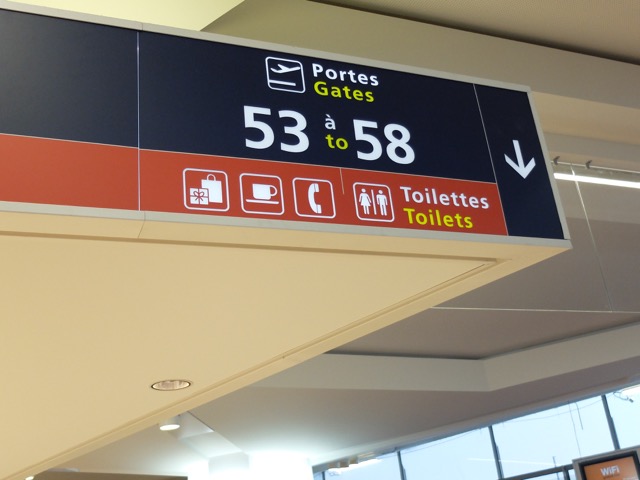 Portes
Gates
53 à to 58
Toilettes
Toilets
WiFi